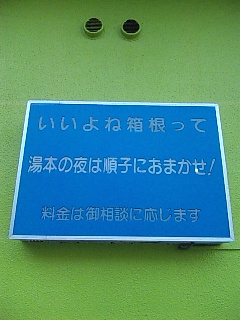 いいよね箱根って
湯本の夜は順子におまかせ!
料金は御相談に応じます